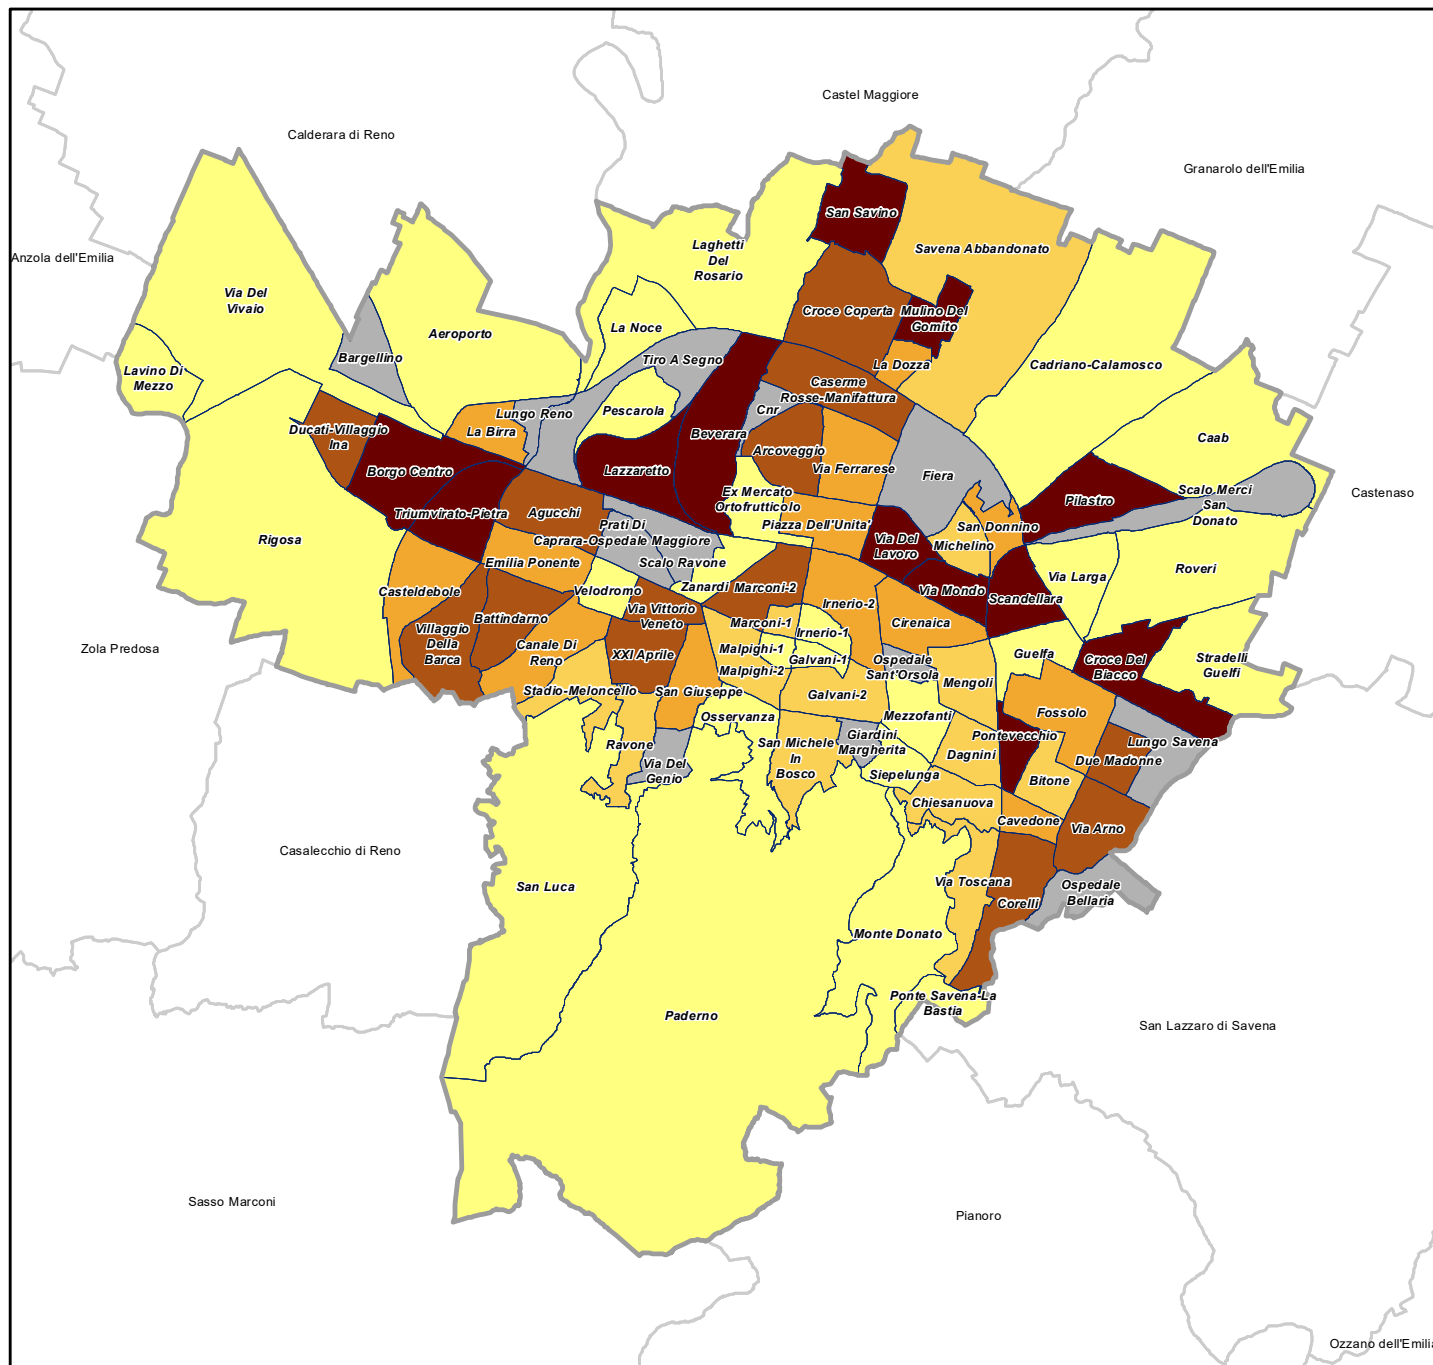 Castel Maggiore
Calderara di Reno
Granarolo dell'Emilia
San Savino
Anzola dell'Emilia
Laghetti
Del
Rosario
Savena Abbandonato
Via Del
Vivaio
Croce Coperta
Mulino Del
Gomito
La Noce
Aeroporto
Bargellino
Tiro A Segno
La Dozza
Cadriano-Calamosco
Lavino Di
Mezzo
Caserme
Rosse-Manifattura
Lungo Reno
Pescarola
Cnr
Ducati-Villaggio
Ina
La Birra
Beverara
Caab
Arcoveggio
Borgo Centro
Lazzaretto
Via Ferrarese
Fiera
Ex Mercato
Ortofrutticolo
Pilastro
Scalo Merci
San
Donato
Castenaso
Triumvirato-Pietra
Agucchi
Prati Di
Caprara-Ospedale Maggiore
Piazza Dell'Unita'
San Donnino
Rigosa
Via Del
Lavoro
Michelino
Emilia Ponente
Scalo Ravone
Via Larga
Roveri
Casteldebole
Velodromo
Zanardi
Marconi-2
Via Mondo
Scandellara
Battindarno
Via Vittorio
Veneto
Irnerio-2
Marconi-1
Irnerio-1
Cirenaica
Villaggio
Della
Barca
Canale Di
Reno
XXI Aprile
Malpighi-1
Galvani-1
Ospedale
Sant'Orsola
Guelfa
Croce Del
Biacco
Stradelli
Guelfi
Zola Predosa
Malpighi-2
Mengoli
Stadio-Meloncello
San Giuseppe
Galvani-2
Osservanza
Mezzofanti
Fossolo
Ravone
San Michele
In
Bosco
Giardini
Margherita
Pontevecchio
Lungo Savena
Via Del
Genio
Siepelunga
Dagnini
Bitone
Due Madonne
Chiesanuova
Cavedone
Via Arno
Casalecchio di Reno
San Luca
Via Toscana
Corelli
Ospedale
Bellaria
Monte Donato
Ponte Savena-La
Bastia
Paderno
San Lazzaro di Savena
Sasso Marconi
Pianoro
Ozzano dell'Emilia